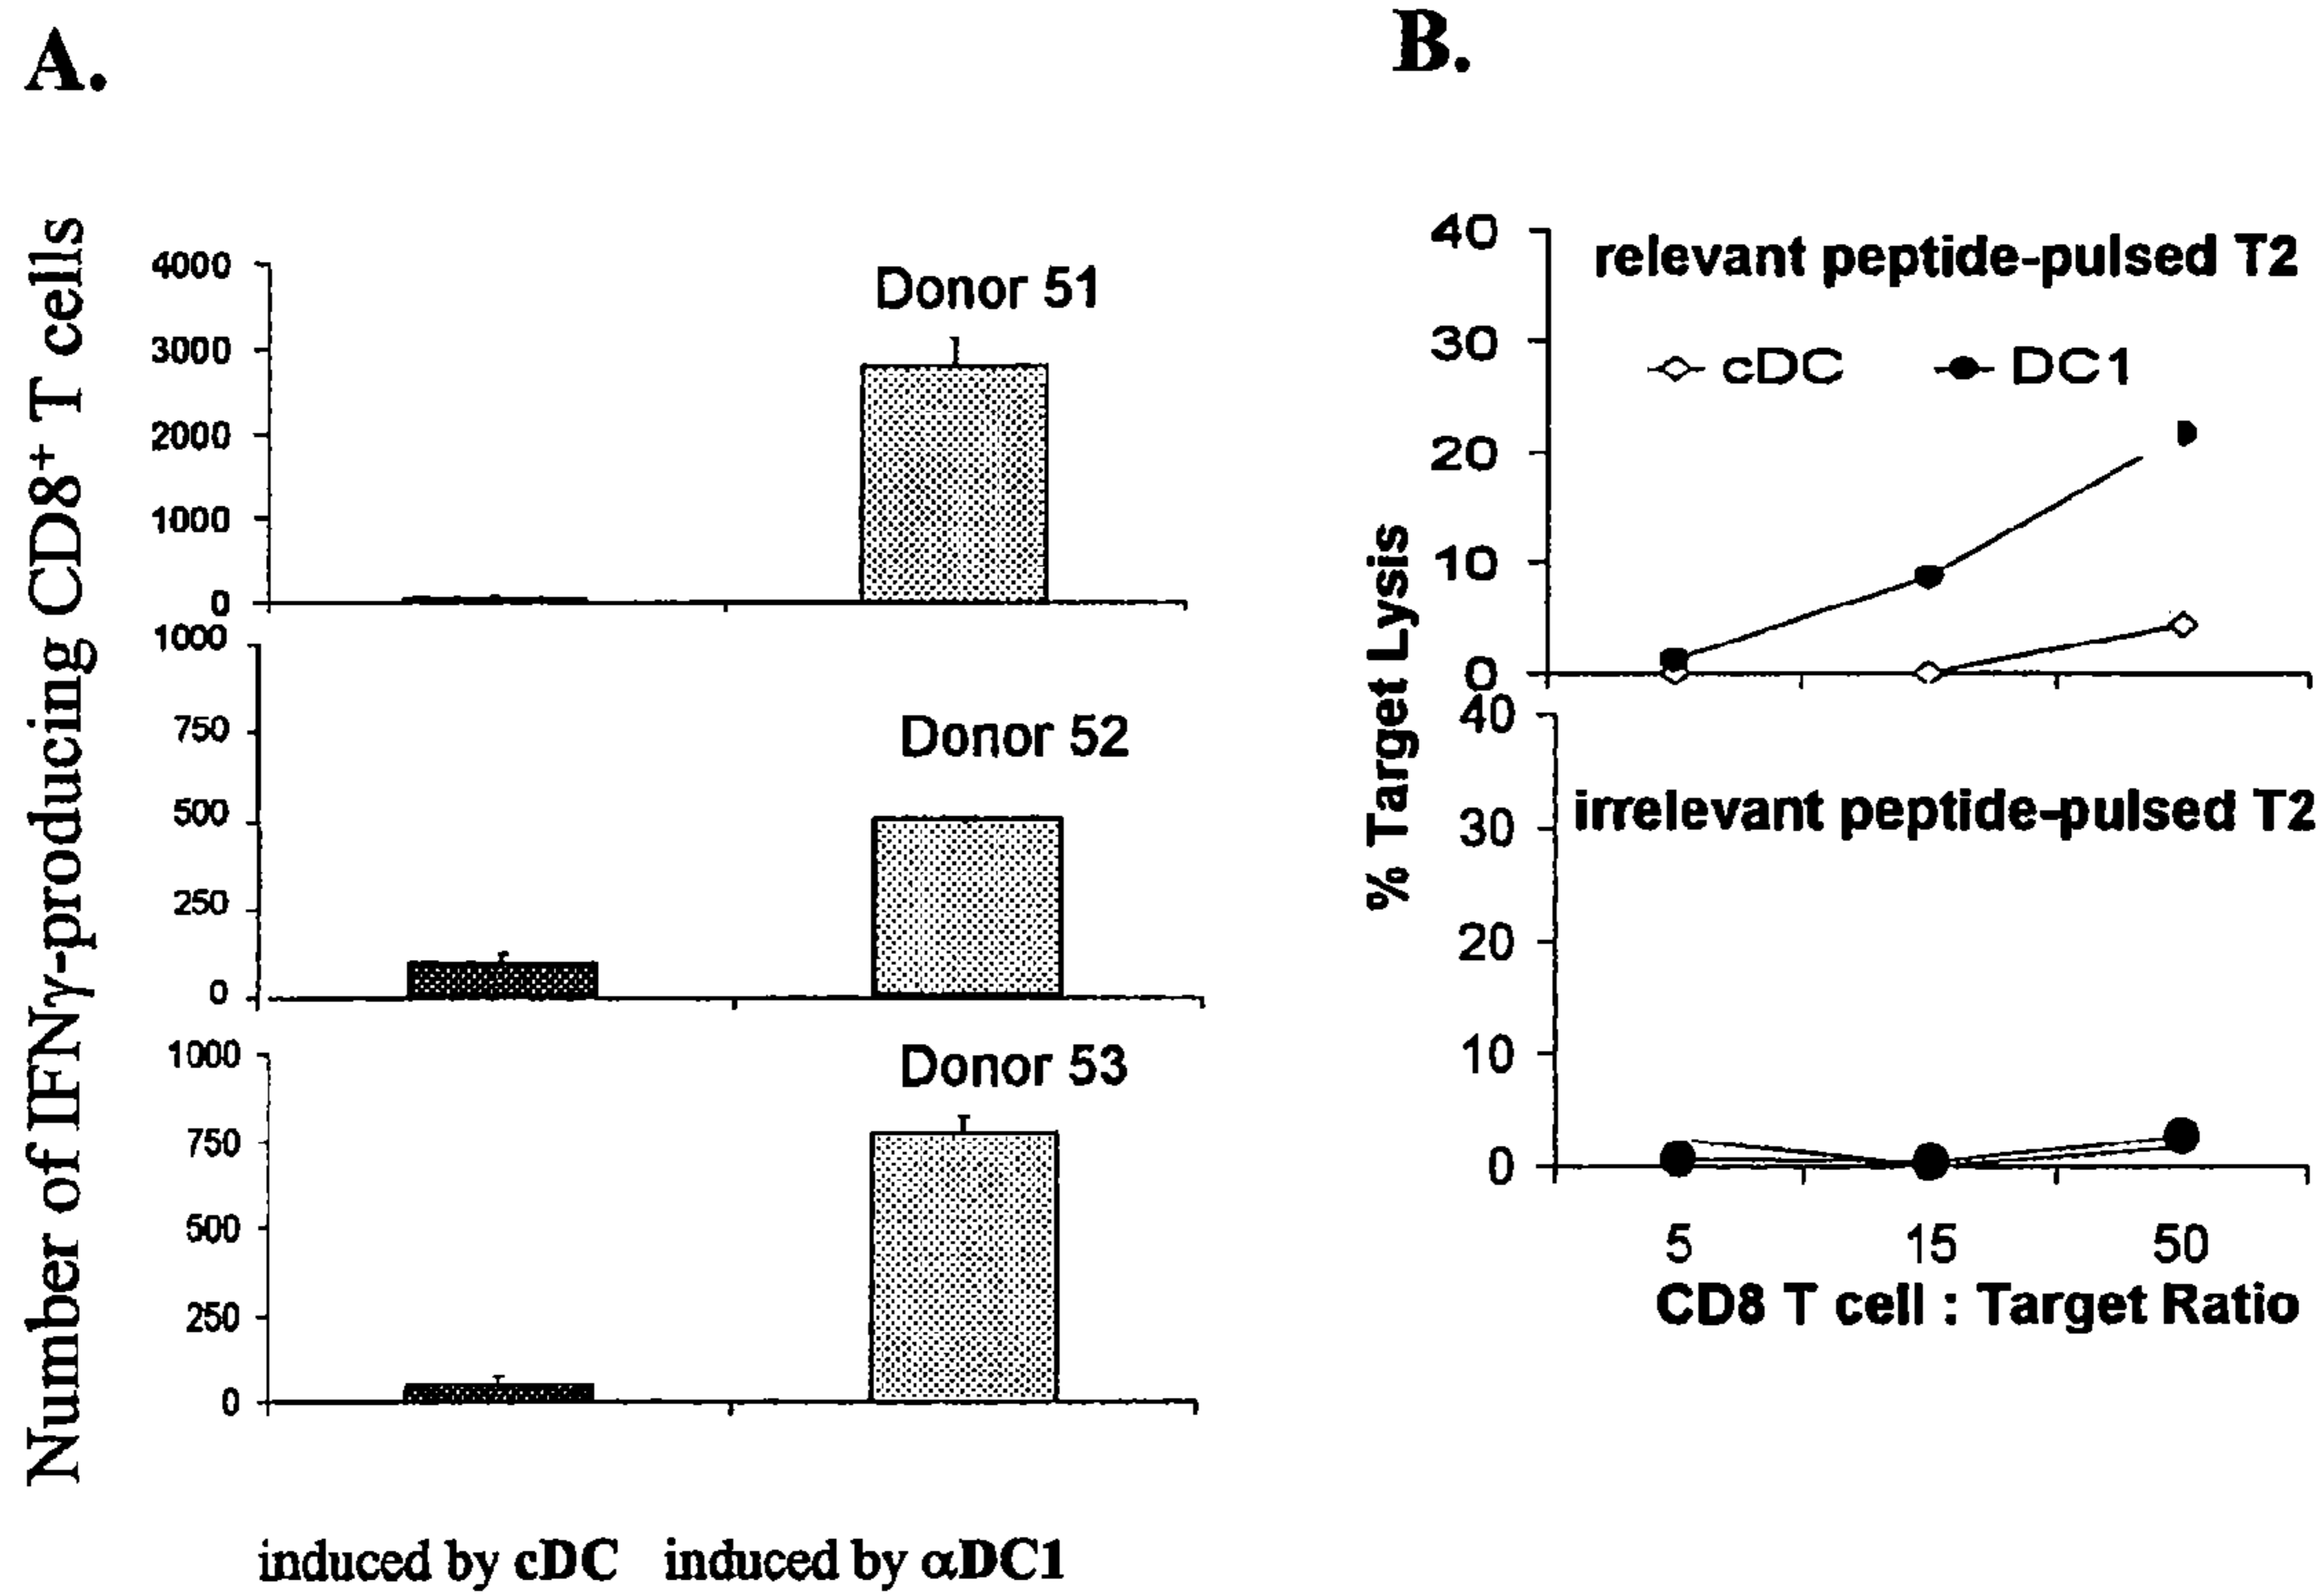 A.
Number of IFNγ-producing CD8⁺ T cells
4000
3000
2000
1000
0
Donor 51
1000
750
500
250
0
Donor 52
1000
750
500
250
0
Donor 53
induced by cDC induced by αDC1
B.
% Target Lysis
40
30
20
10
0
relevant peptide-pulsed T2
cDC DC1
40
30
20
10
0
irrelevant peptide-pulsed T2
5 15 50
CD8 T cell : Target Ratio